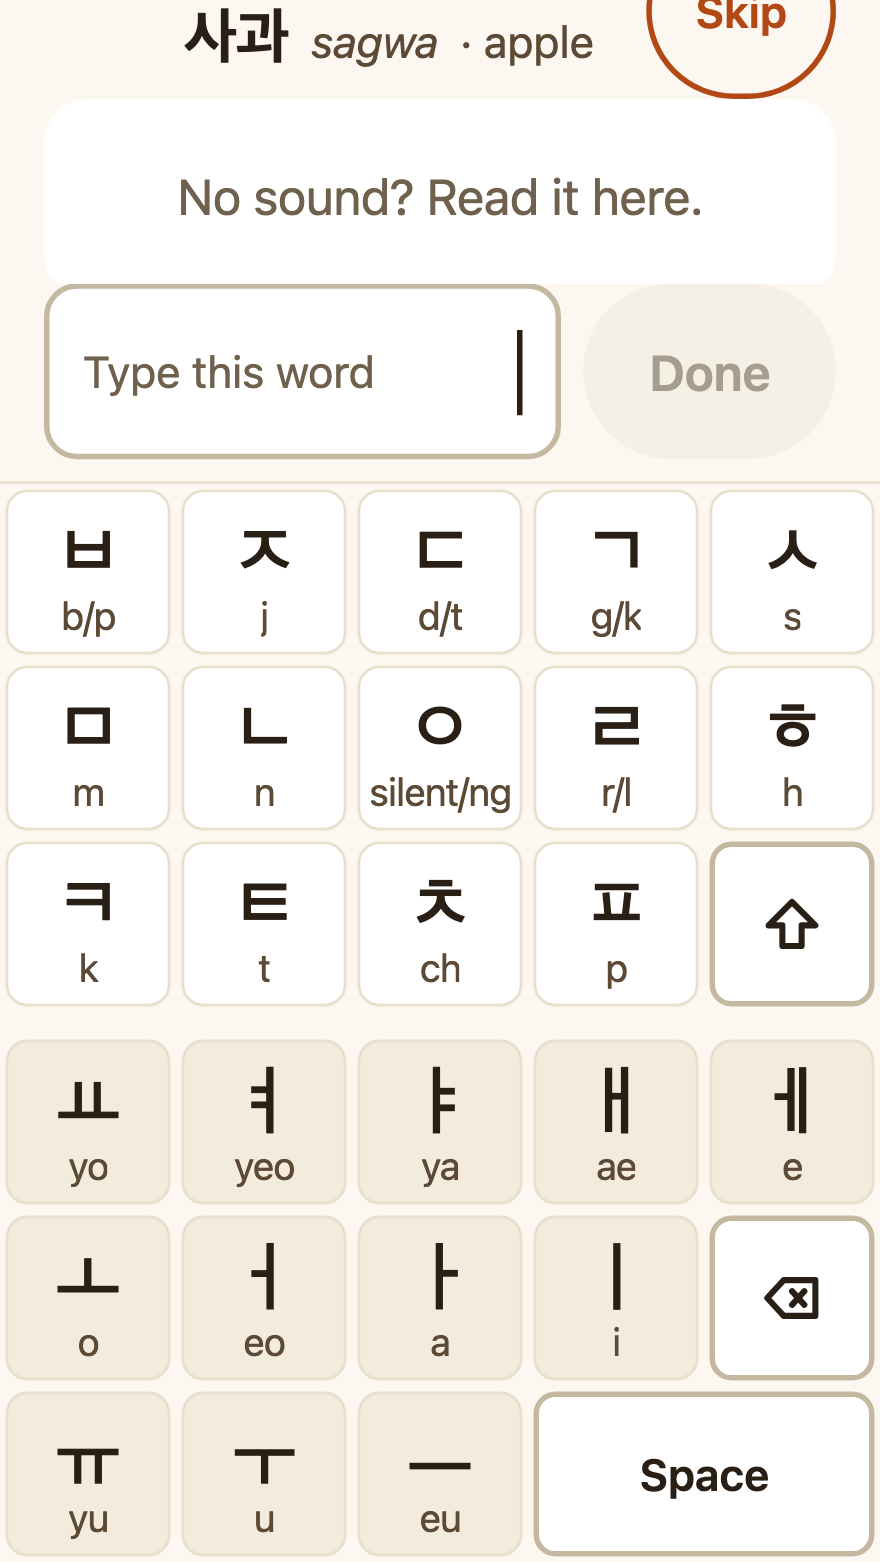 사과 sagwa · apple
Skip
No sound? Read it here.
Type this word
Done
ㅂ ㅈ ㄷ ㄱ ㅅ
b/p j d/t g/k s
ㅁ ㄴ ㅇ ㄹ ㅎ
m n silent/ng r/l h
ㅋ ㅌ ㅊ ㅍ
k t ch p
ㅛ ㅕ ㅑ ㅐ ㅔ
yo yeo ya ae e
ㅗ ㅓ ㅏ ㅣ
o eo a i
ㅠ ㅜ ㅡ
yu u eu
Space